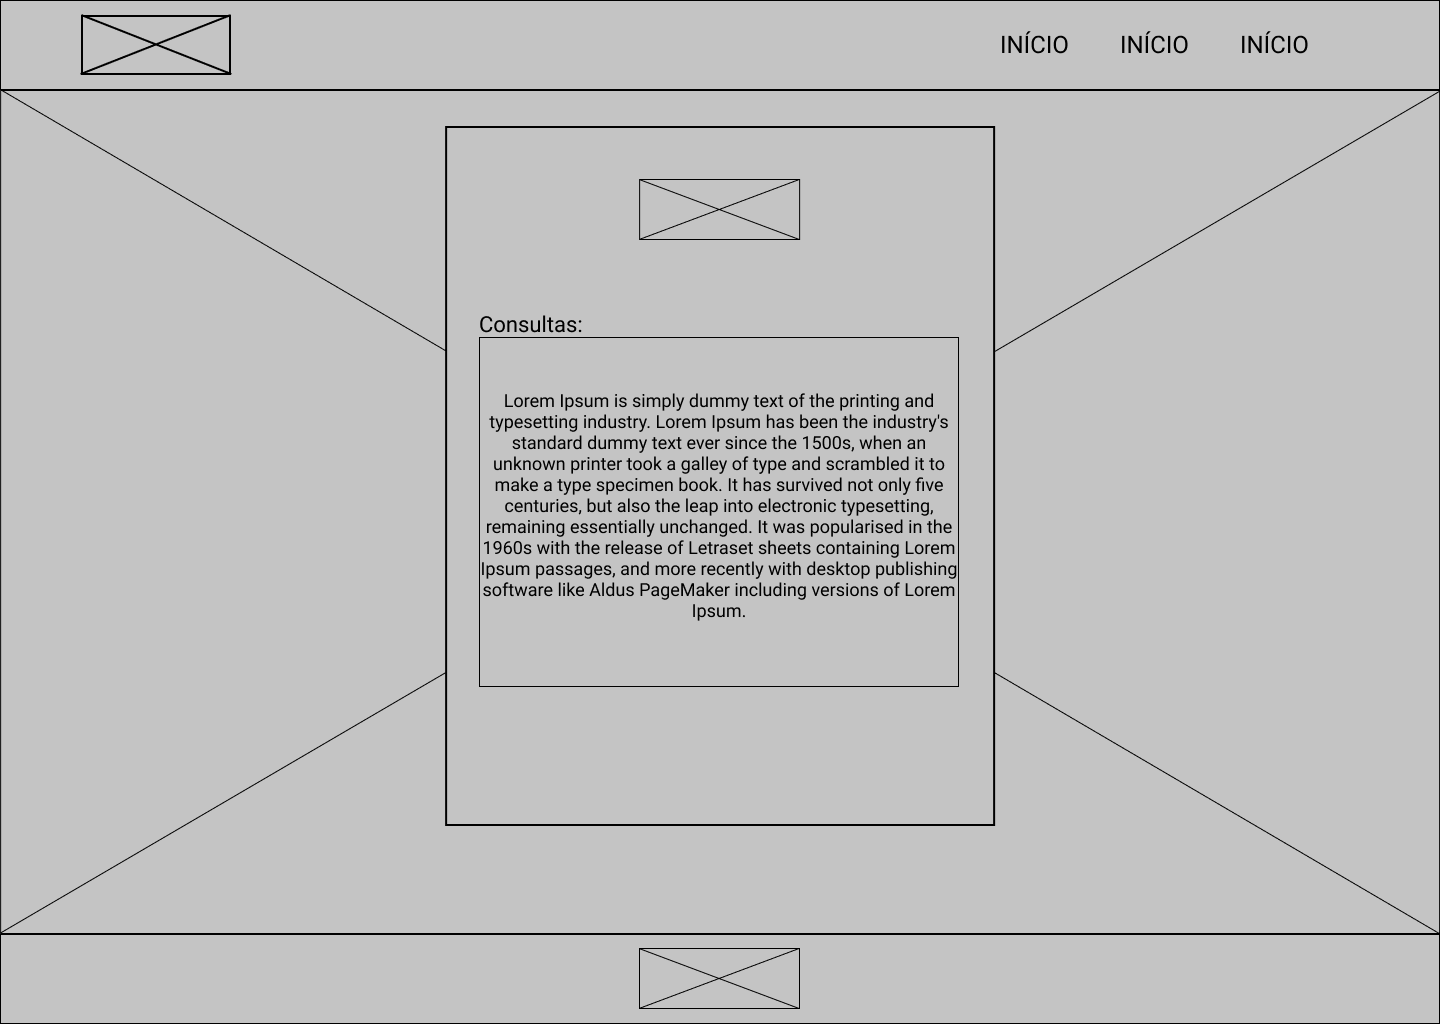 INÍCIO INÍCIO INÍCIO
Consultas:
Lorem Ipsum is simply dummy text of the printing and
typesetting industry. Lorem Ipsum has been the industry's
standard dummy text ever since the 1500s, when an
unknown printer took a galley of type and scrambled it to
make a type specimen book. It has survived not only five
centuries, but also the leap into electronic typesetting,
remaining essentially unchanged. It was popularised in the
1960s with the release of Letraset sheets containing Lorem
Ipsum passages, and more recently with desktop publishing
software like Aldus PageMaker including versions of Lorem
Ipsum.